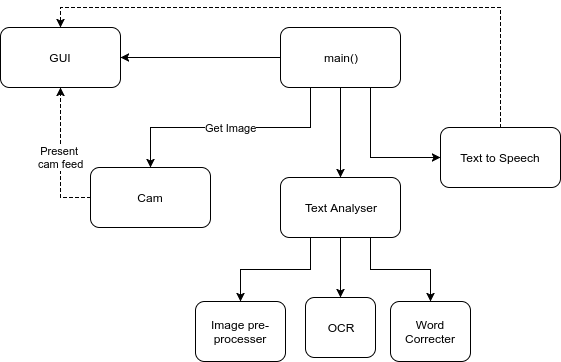 GUI
main()
Get Image
Present
cam feed
Text to Speech
Cam
Text Analyser
Image pre-
processer
OCR
Word
Correcter